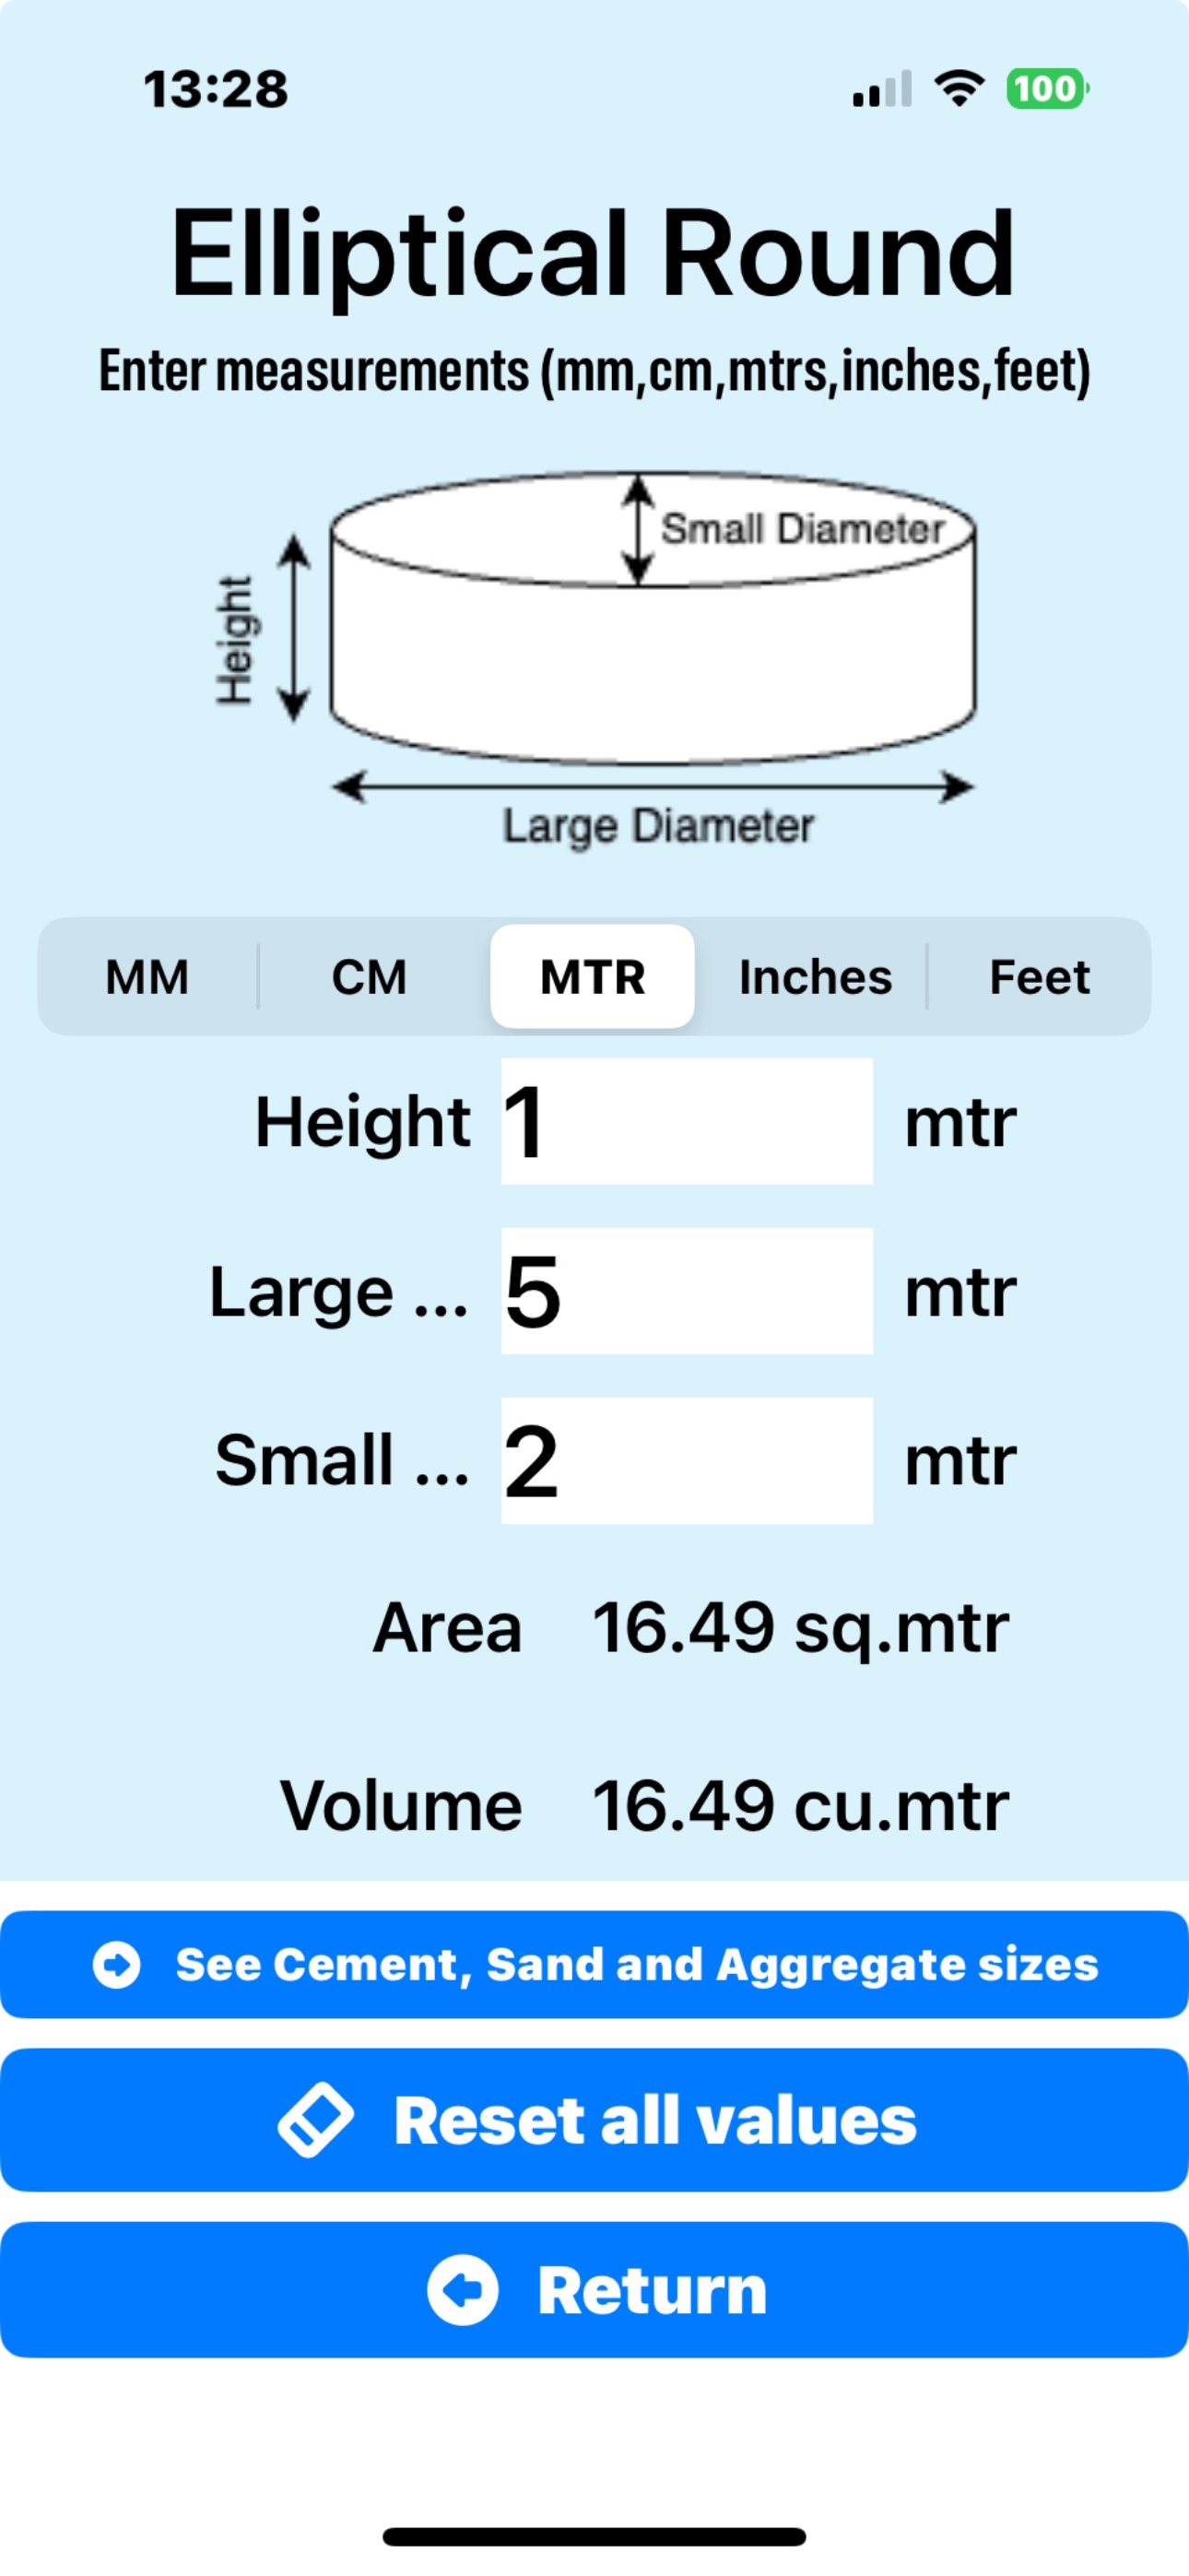 13:28
100
Elliptical Round
Enter measurements (mm,cm,mtrs,inches,feet)
Small Diameter
Height
Large Diameter
MM CM MTR Inches Feet
Height 1 mtr
Large ... 5 mtr
Small ... 2 mtr
Area 16.49 sq.mtr
Volume 16.49 cu.mtr
See Cement, Sand and Aggregate sizes
Reset all values
Return